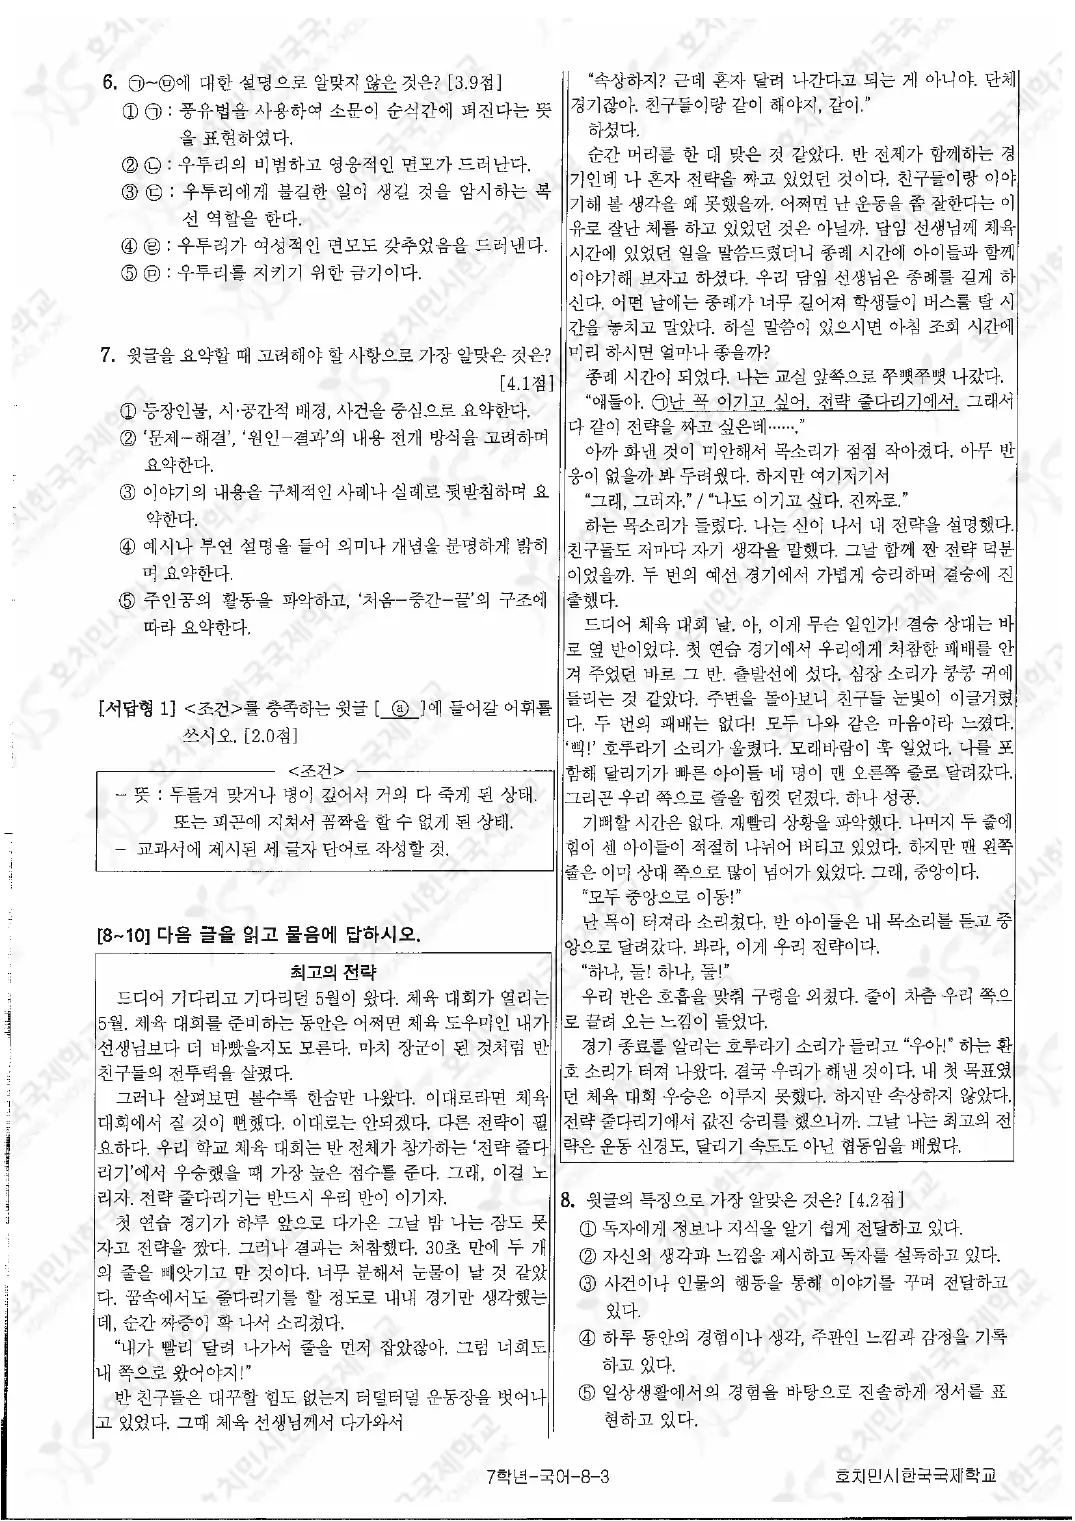 6. ㉠~㉤에 대한 설명으로 알맞지 않은 것은? [3.9점]
① ㉠ : 풍유법을 사용하여 소문이 순식간에 퍼진다는 뜻
을 표현하였다.
② ㉡ : 우투리의 비범하고 영웅적인 면모가 드러난다.
③ ㉢ : 우투리에게 불길한 일이 생길 것을 암시하는 복
선 역할을 한다.
④ ㉣ : 우투리가 여성적인 면모도 갖추었음을 드러낸다.
⑤ ㉤ : 우투리를 지키기 위한 금기이다.
7. 윗글을 요약할 때 고려해야 할 사항으로 가장 알맞은 것은?
[4.1점]
① 등장인물, 시·공간적 배경, 사건을 중심으로 요약한다.
② ‘문제-해결’, ‘원인-결과’의 내용 전개 방식을 고려하며
요약한다.
③ 이야기의 내용을 구체적인 사례나 실례로 뒷받침하며 요
약한다.
④ 예시나 부연 설명을 들어 의미나 개념을 분명하게 밝히
며 요약한다.
⑤ 주인공의 활동을 파악하고, ‘처음-중간-끝’의 구조에
따라 요약한다.
[서답형 1] <조건>를 충족하는 윗글 [ ⓐ ]에 들어갈 어휘를
쓰시오. [2.0점]
<조건>
- 뜻 : 두들겨 맞거나 병이 깊어서 거의 다 죽게 된 상태.
또는 피곤에 지쳐서 꼼짝을 할 수 없게 된 상태.
- 교과서에 제시된 세 글자 단어로 작성할 것.
[8~10] 다음 글을 읽고 물음에 답하시오.
최고의 전략
드디어 기다리고 기다리던 5월이 왔다. 체육 대회가 열리는
5월. 체육 대회를 준비하는 동안은 어쩌면 체육 도우미인 내가
선생님보다 더 바빴을지도 모른다. 마치 장군이 된 것처럼 반
친구들의 전투력을 살폈다.
그러나 살펴보면 볼수록 한숨만 나왔다. 이대로라면 체육
대회에서 질 것이 뻔했다. 이대로는 안되겠다. 다른 전략이 필
요하다. 우리 학교 체육 대회는 반 전체가 참가하는 ‘전략 줄다
리기’에서 우승했을 때 가장 높은 점수를 준다. 그래, 이걸 노
리자. 전략 줄다리기는 반드시 우리 반이 이기자.
첫 연습 경기가 하루 앞으로 다가온 그날 밤 나는 잠도 못
자고 전략을 짰다. 그러나 결과는 처참했다. 30초 만에 두 개
의 줄을 빼앗기고 만 것이다. 너무 분해서 눈물이 날 것 같았
다. 꿈속에서도 줄다리기를 할 정도로 내내 경기만 생각했는
데, 순간 짜증이 확 나서 소리쳤다.
“내가 빨리 달려 나가서 줄을 먼저 잡았잖아. 그럼 너희도
내 쪽으로 왔어야지!”
반 친구들은 대꾸할 힘도 없는지 터덜터덜 운동장을 벗어나
고 있었다. 그때 체육 선생님께서 다가와서
“속상하지? 근데 혼자 달려 나간다고 되는 게 아니야. 단체
경기잖아. 친구들이랑 같이 해야지, 같이.”
하셨다.
순간 머리를 한 대 맞은 것 같았다. 반 전체가 함께하는 경
기인데 나 혼자 전략을 짜고 있었던 것이다. 친구들이랑 이야
기해 볼 생각을 왜 못했을까. 어쩌면 난 운동을 좀 잘한다는 이
유로 잘난 체를 하고 있었던 것은 아닐까. 담임 선생님께 체육
시간에 있었던 일을 말씀드렸더니 종례 시간에 아이들과 함께
이야기해 보자고 하셨다. 우리 담임 선생님은 종례를 길게 하
신다. 어떤 날에는 종례가 너무 길어져 학생들이 버스를 탈 시
간을 놓치고 말았다. 하실 말씀이 있으시면 아침 조회 시간에
미리 하시면 얼마나 좋을까?
종례 시간이 되었다. 나는 교실 앞쪽으로 쭈뼛쭈뼛 나갔다.
“얘들아, ㉠난 꼭 이기고 싶어, 전략 줄다리기에서. 그래서
다 같이 전략을 짜고 싶은데…….”
아까 화낸 것이 미안해서 목소리가 점점 작아졌다. 아무 반
응이 없을까 봐 두려웠다. 하지만 여기저기서
“그래, 그러자.” / “나도 이기고 싶다. 진짜로.”
하는 목소리가 들렸다. 나는 신이 나서 내 전략을 설명했다.
친구들도 저마다 자기 생각을 말했다. 그날 함께 짠 전략 덕분
이었을까. 두 번의 예선 경기에서 가볍게 승리하며 결승에 진
출했다.
드디어 체육 대회 날. 아, 이게 무슨 일인가! 결승 상대는 바
로 옆 반이었다. 첫 연습 경기에서 우리에게 처참한 패배를 안
겨 주었던 바로 그 반. 출발선에 섰다. 심장 소리가 쿵쿵 귀에
들리는 것 같았다. 주변을 돌아보니 친구들 눈빛이 이글거렸
다. 두 번의 패배는 없다! 모두 나와 같은 마음이라 느꼈다.
‘삑!’ 호루라기 소리가 울렸다. 모래바람이 훅 일었다. 나를 포
함해 달리기가 빠른 아이들 네 명이 맨 오른쪽 줄로 달려갔다.
그리곤 우리 쪽으로 줄을 힘껏 던졌다. 하나 성공.
기뻐할 시간은 없다. 재빨리 상황을 파악했다. 나머지 두 줄에
힘이 센 아이들이 적절히 나뉘어 버티고 있었다. 하지만 맨 왼쪽
줄은 이미 상대 쪽으로 많이 넘어가 있었다. 그래, 중앙이다.
“모두 중앙으로 이동!”
난 목이 터져라 소리쳤다. 반 아이들은 내 목소리를 듣고 중
앙으로 달려갔다. 봐라, 이게 우리 전략이다.
“하나, 둘! 하나, 둘!”
우리 반은 호흡을 맞춰 구령을 외쳤다. 줄이 차츰 우리 쪽으
로 끌려 오는 느낌이 들었다.
경기 종료를 알리는 호루라기 소리가 들리고 “우아!” 하는 환
호 소리가 터져 나왔다. 결국 우리가 해낸 것이다. 내 첫 목표였
던 체육 대회 우승은 이루지 못했다. 하지만 속상하지 않았다.
전략 줄다리기에서 값진 승리를 했으니까. 그날 나는 최고의 전
략은 운동 신경도, 달리기 속도도 아닌 협동임을 배웠다.
8. 윗글의 특징으로 가장 알맞은 것은? [4.2점]
① 독자에게 정보나 지식을 알기 쉽게 전달하고 있다.
② 자신의 생각과 느낌을 제시하고 독자를 설득하고 있다.
③ 사건이나 인물의 행동을 통해 이야기를 꾸며 전달하고
있다.
④ 하루 동안의 경험이나 생각, 주관인 느낌과 감정을 기록
하고 있다.
⑤ 일상생활에서의 경험을 바탕으로 진솔하게 정서를 표
현하고 있다.
7학년-국어-8-3
호치민시한국국제학교